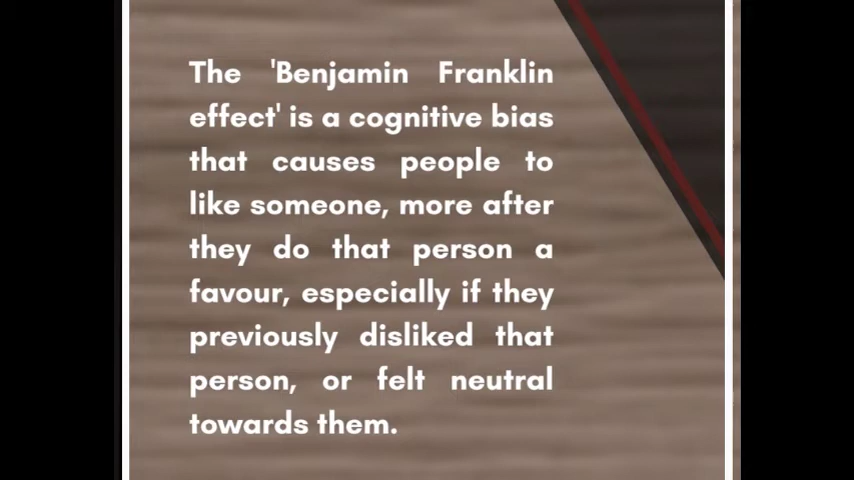 The 'Benjamin Franklin
effect' is a cognitive bias
that causes people to
like someone, more after
they do that person a
favour, especially if they
previously disliked that
person, or felt neutral
towards them.